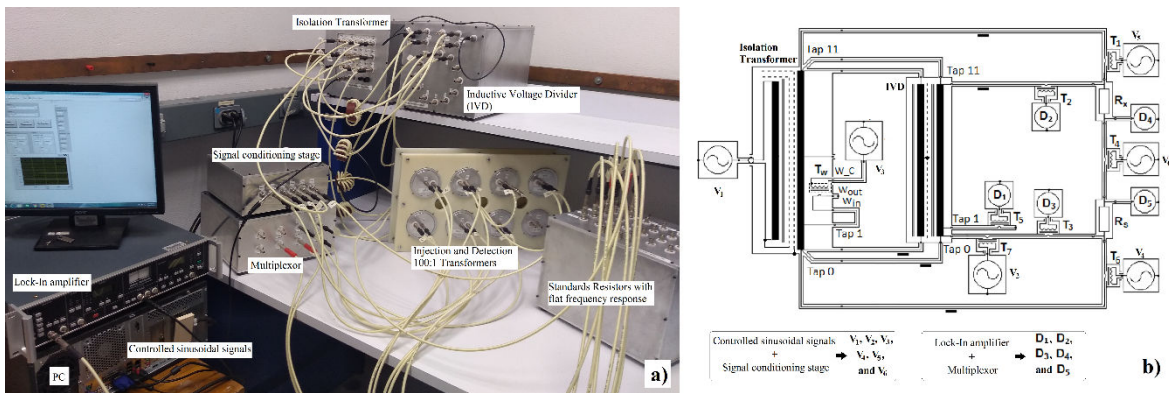 Isolation Transformer
Inductive Voltage Divider
(IVD)
Signal conditioning stage
Multiplexor
Injection and Detection
100:1 Transformers
Standards Resistors with
flat frequency response
Lock-In amplifier
Controlled sinusoidal signals
PC
a)
Isolation
Transformer
Tap 11
IVD
Tap 11
T1
V5
T2
D2
Rx
D4
V1
Tw
W_C
V3
Wout
Win
Tap 1
T4
V6
D1
T5
D3
T3
D5
Rs
Tap 1
Tap 0
T7
V2
Tap 0
T6
Controlled sinusoidal signals
+
Signal conditioning stage
V1, V2, V3,
V4, V5,
and V6
Lock-In amplifier
+
Multiplexor
D1, D2,
D3, D4,
and D5
b)